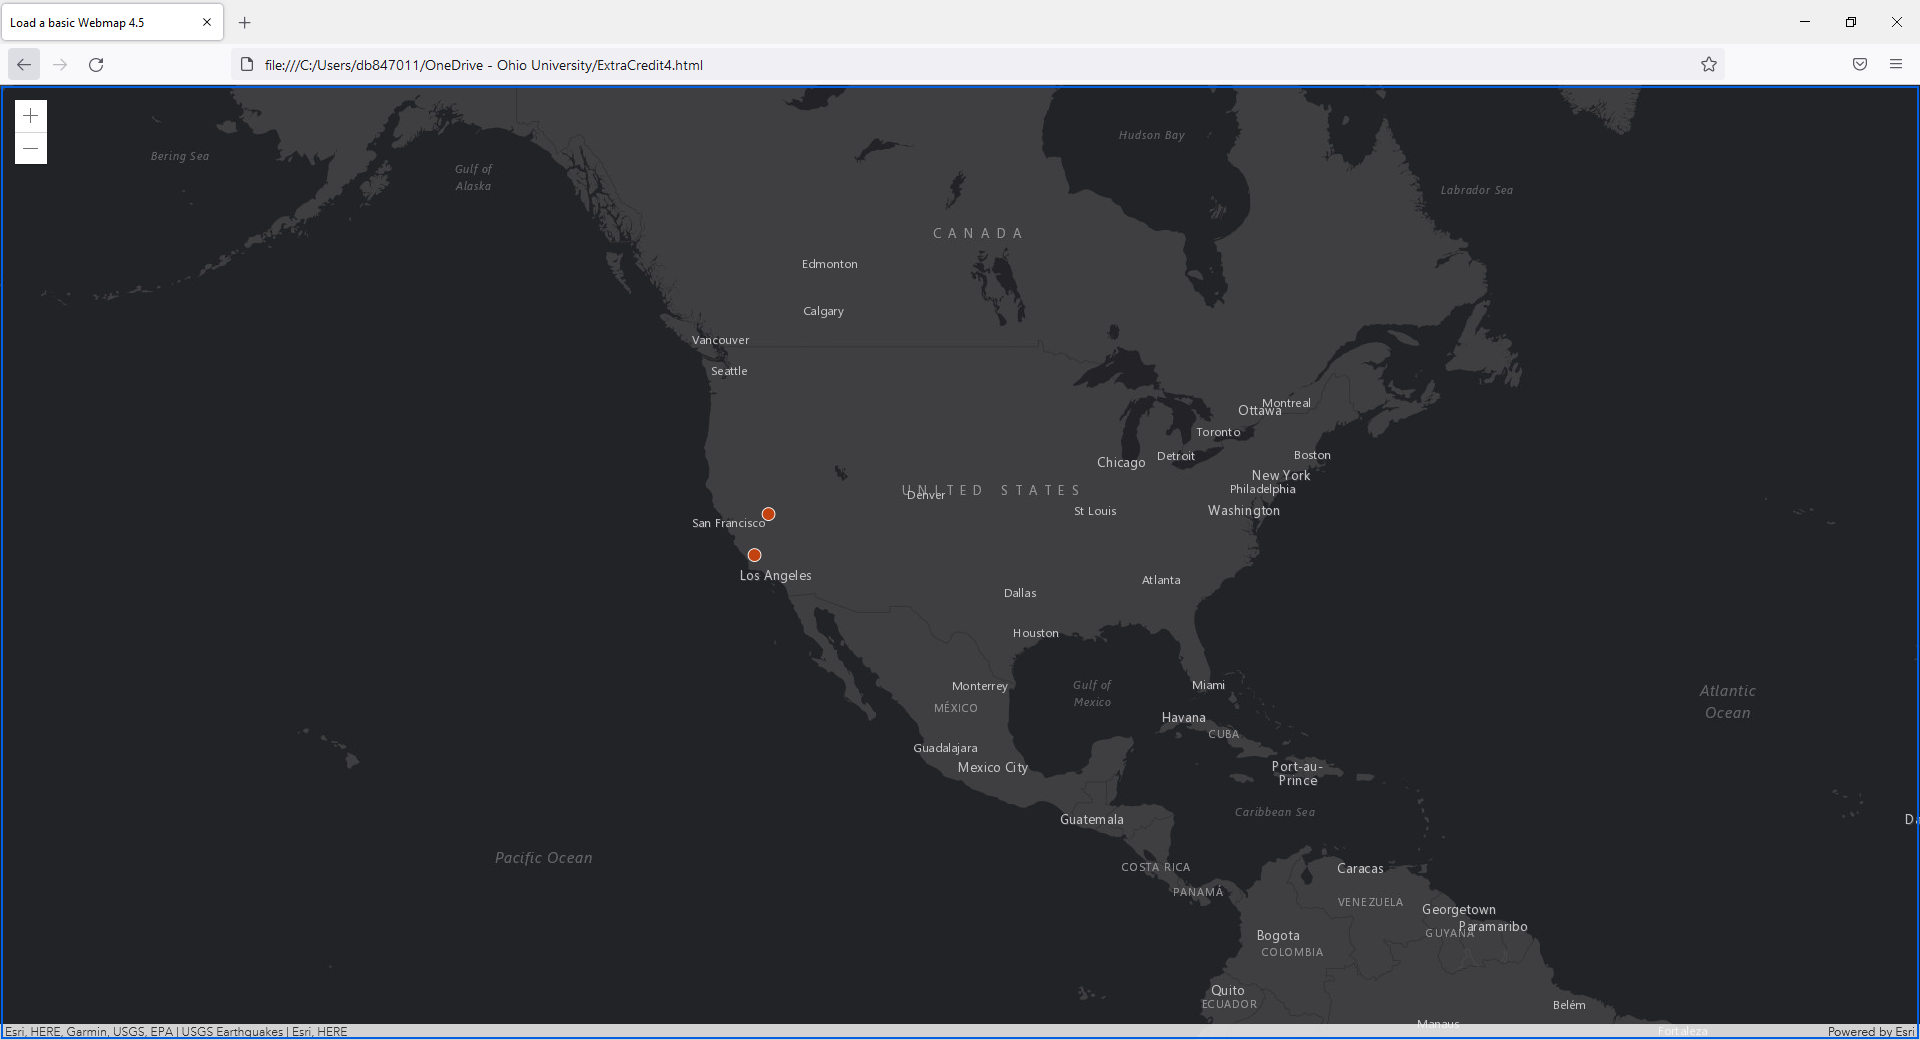 Load a basic Webmap 4.5
file:///C:/Users/db847011/OneDrive - Ohio University/ExtraCredit4.html
Hudson Bay
Bering Sea
Gulf of
Alaska
Labrador Sea
CANADA
Edmonton
Calgary
Vancouver
Seattle
Montreal
Ottawa
Toronto
Boston
Detroit
Chicago
New York
Philadelphia
UNITED STATES
Denver
Washington
St Louis
San Francisco
Los Angeles
Atlanta
Dallas
Houston
Miami
Monterrey
Gulf of
Mexico
Atlantic
Ocean
MÉXICO
Havana
CUBA
Guadalajara
Mexico City
Port-au-
Prince
Caribbean Sea
Guatemala
Da
Pacific Ocean
COSTA RICA
Caracas
PANAMÁ
VENEZUELA
Georgetown
Paramaribo
GUYANA
Bogota
COLOMBIA
Quito
ECUADOR
Belém
Manaus
Fortaleza
Esri, HERE, Garmin, USGS, EPA | USGS Earthquakes | Esri, HERE
Powered by Esri